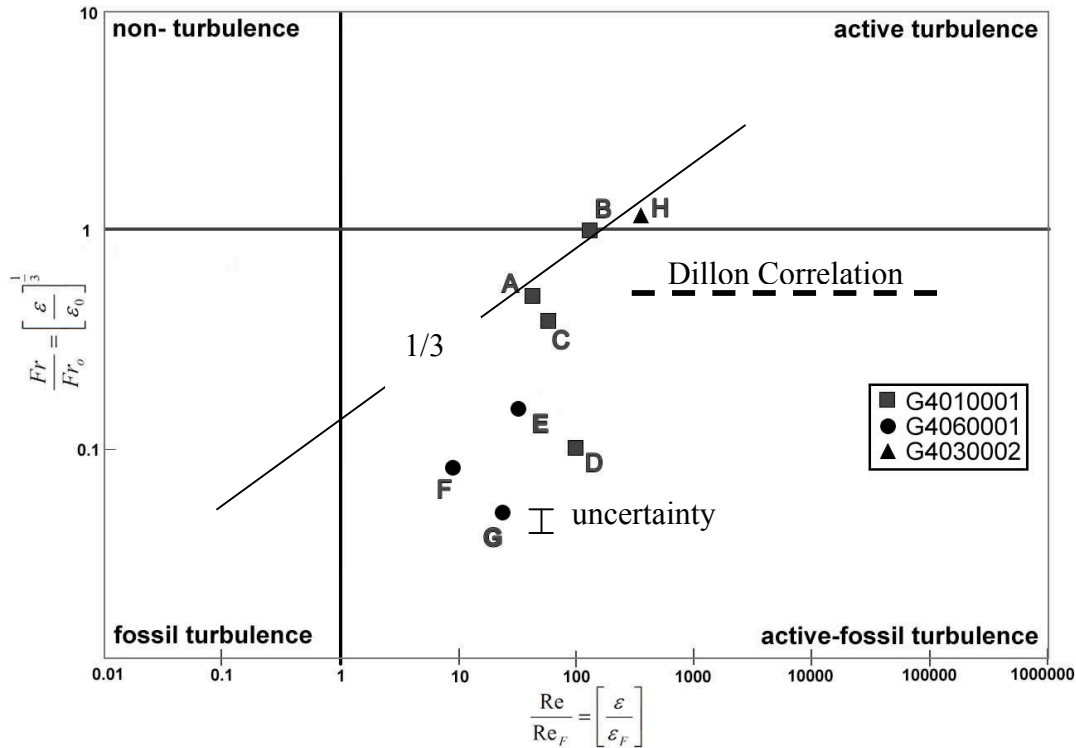 10
non- turbulence
active turbulence
B
H
1
A
Dillon Correlation
C
1/3
Fr/Fr_o = [ε/ε_0]^{1/3}
G4010001
G4060001
G4030002
E
0.1
D
F
uncertainty
G
fossil turbulence
active-fossil turbulence
0.01
0.1
1
10
100
1000
10000
100000
1000000
Re/Re_F = [ε/ε_F]